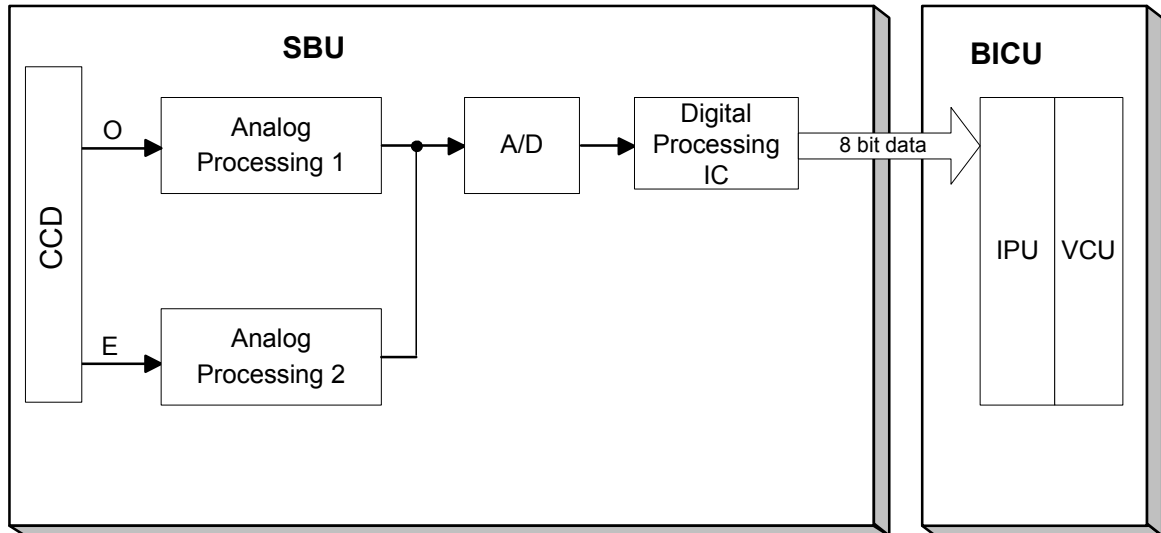 SBU
BICU
CCD
O
Analog
Processing 1
A/D
Digital
Processing
IC
8 bit data
IPU
VCU
E
Analog
Processing 2